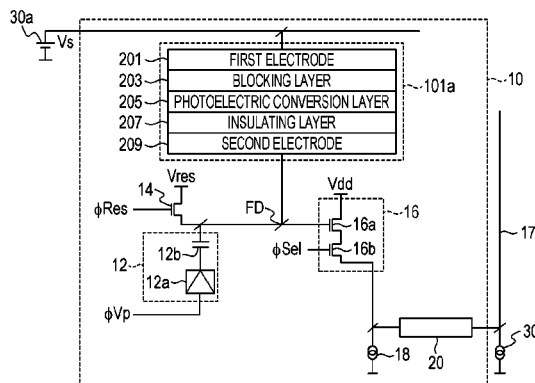 30a
Vs
201 FIRST ELECTRODE
203 BLOCKING LAYER
205 PHOTOELECTRIC CONVERSION LAYER
207 INSULATING LAYER
209 SECOND ELECTRODE
101a
10
Vres
14
ϕRes
FD
Vdd
16
16a
ϕSel
16b
17
12
12b
12a
ϕVp
18
20
30